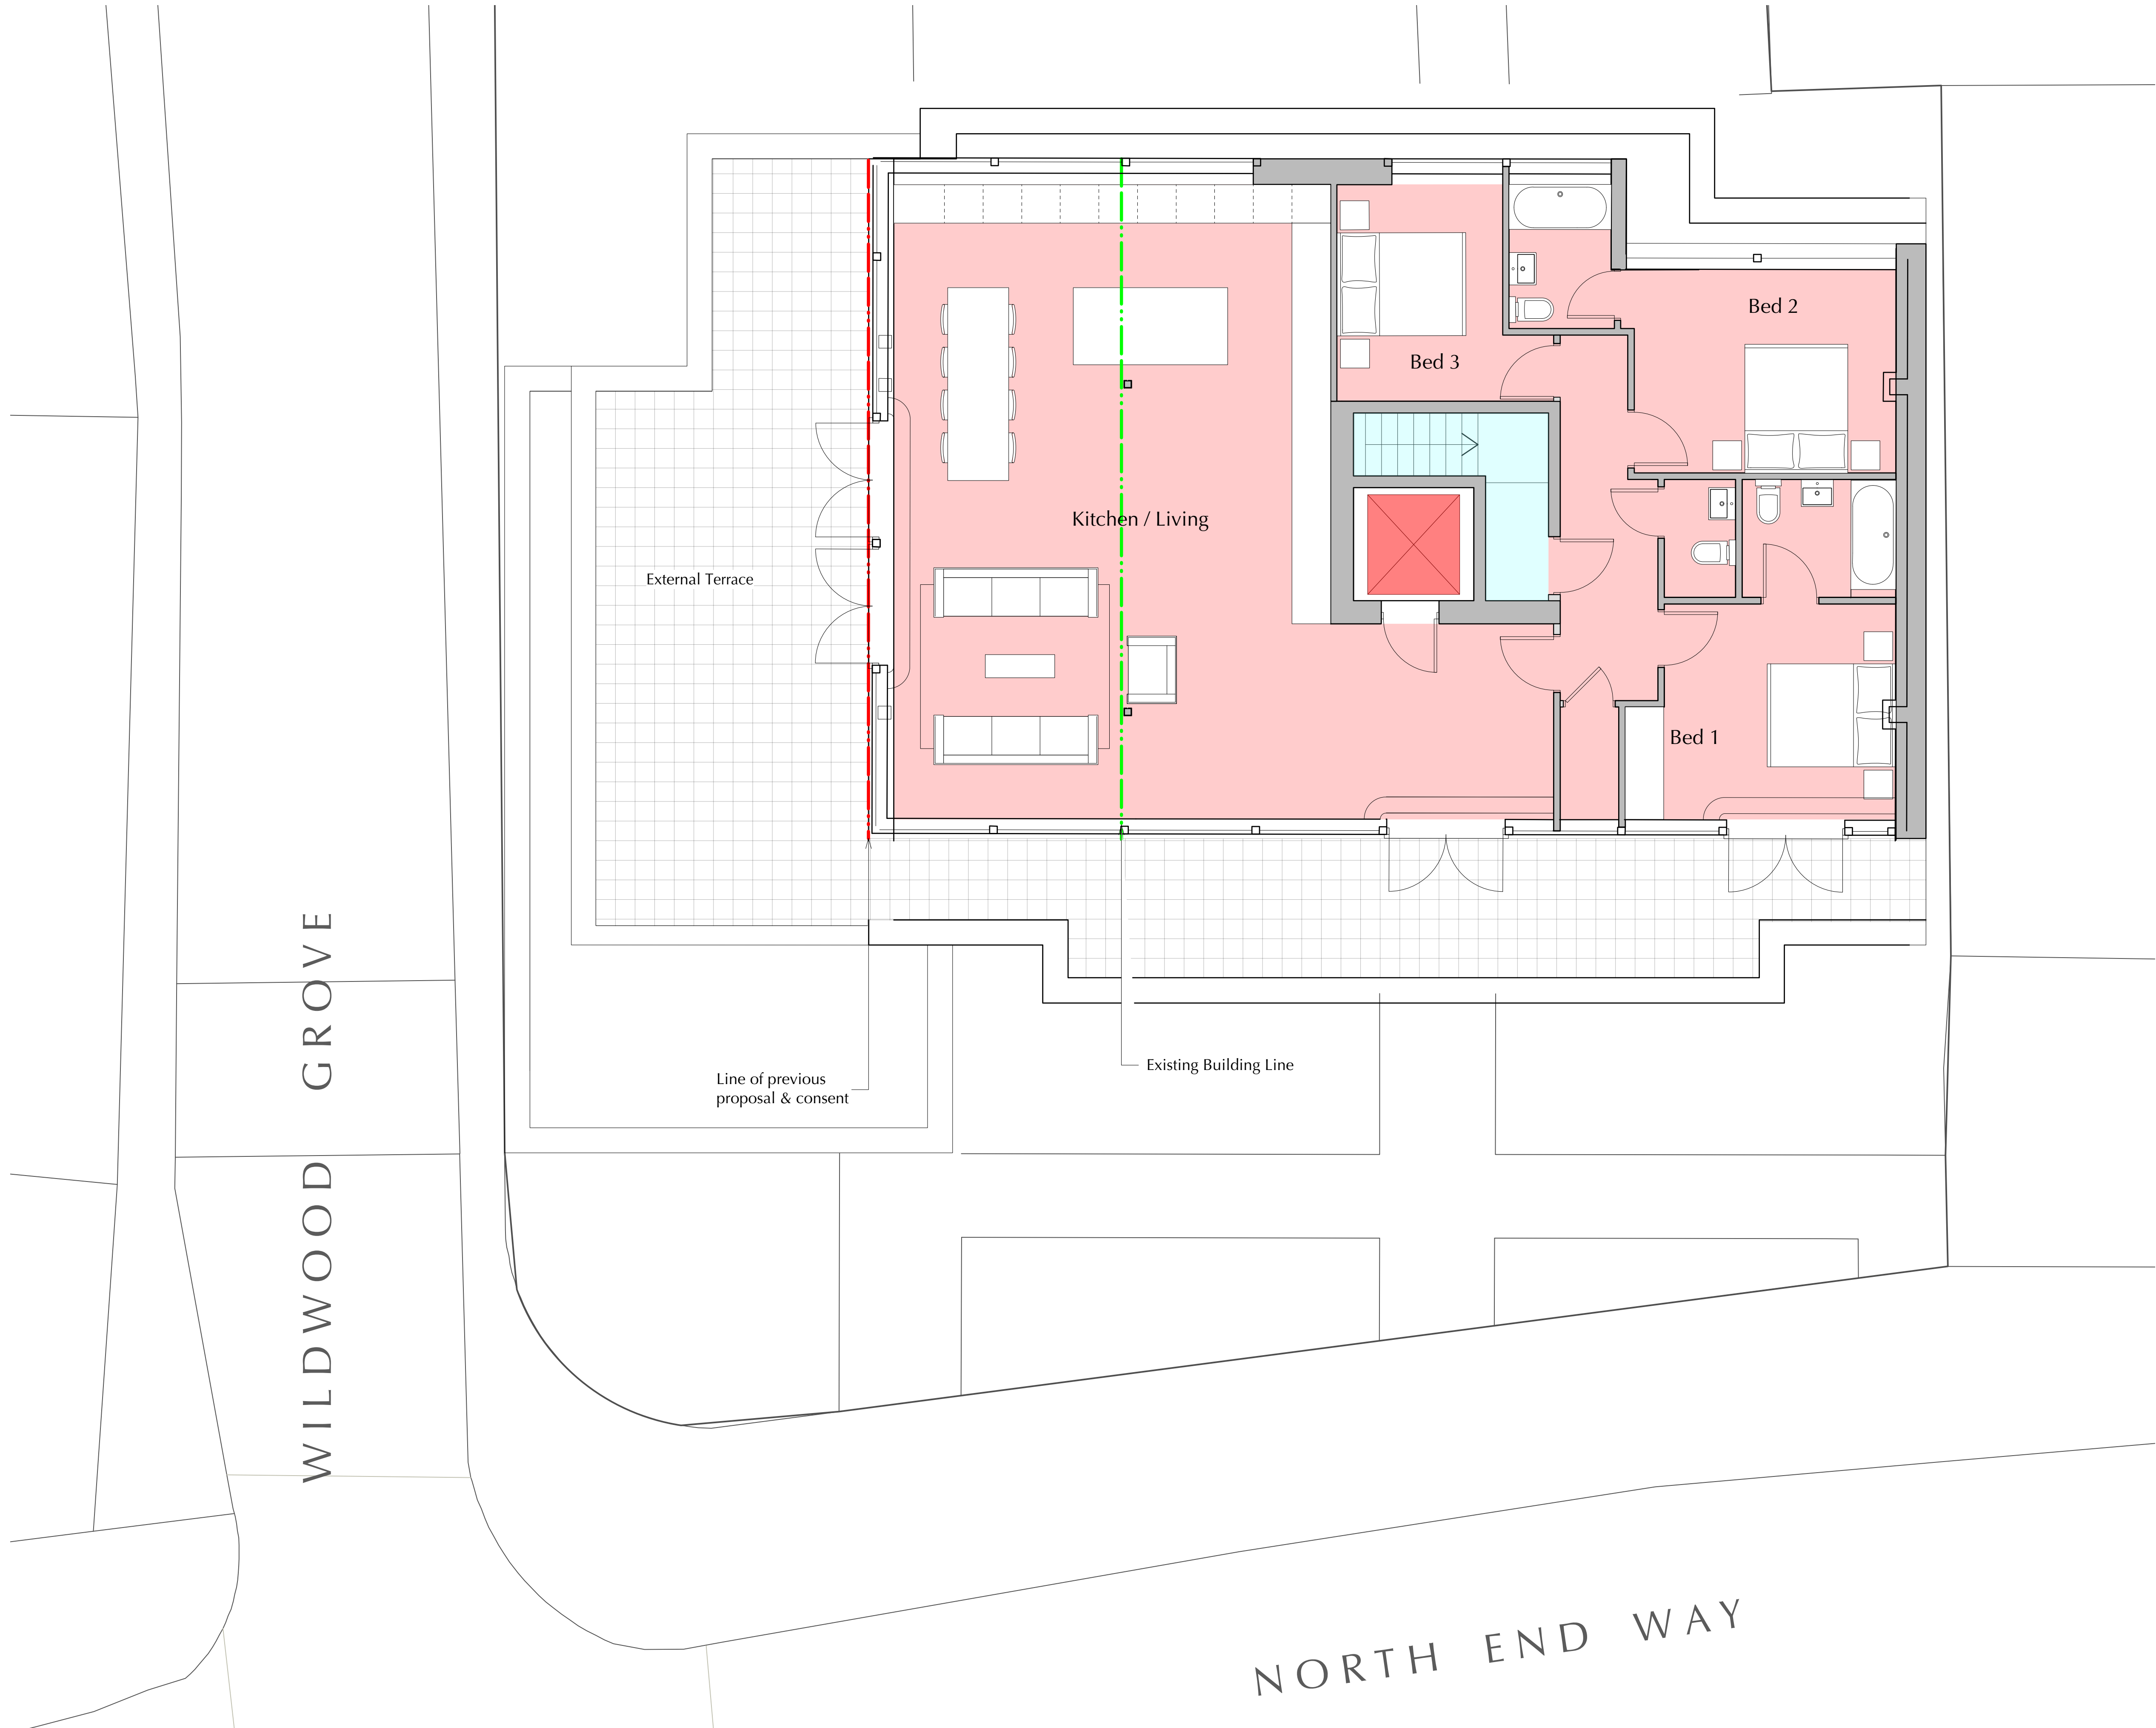 Bed 2
Bed 3
Kitchen / Living
External Terrace
Bed 1
Existing Building Line
Line of previous
proposal & consent
WILDWOOD GROVE
NORTH END WAY